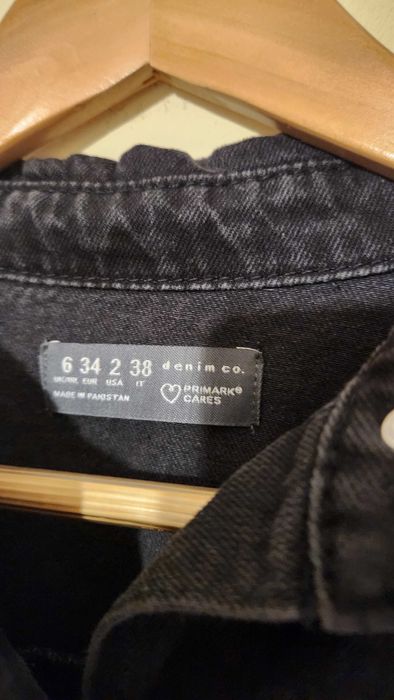 6 34 2 38 denim co.
UK/IRL EUR USA IT
PRIMARK®
CARES
MADE IN PAKISTAN